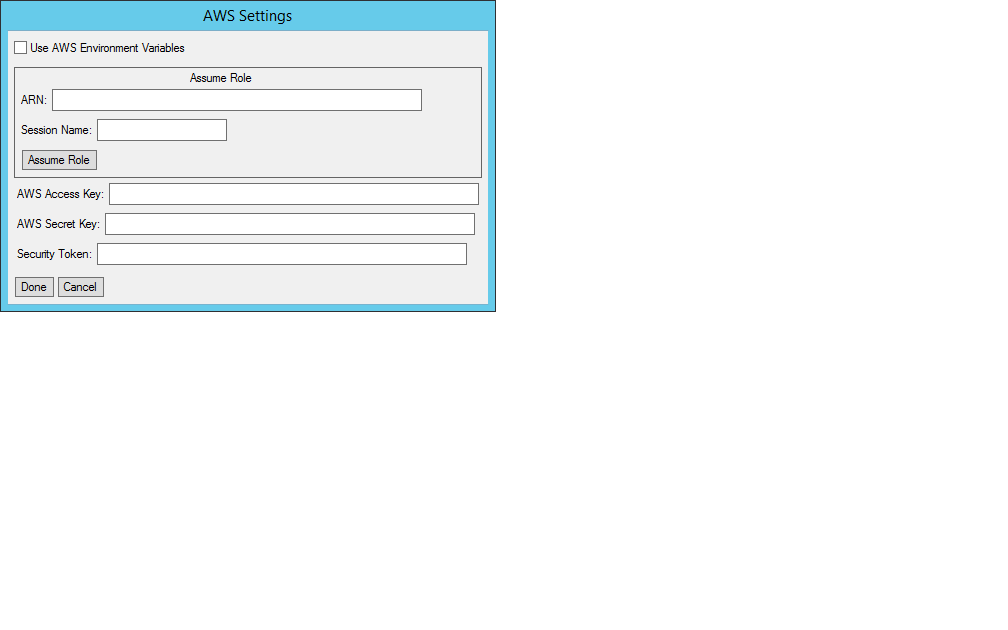 AWS Settings
Use AWS Environment Variables
Assume Role
ARN:
Session Name:
Assume Role
AWS Access Key:
AWS Secret Key:
Security Token:
Done Cancel